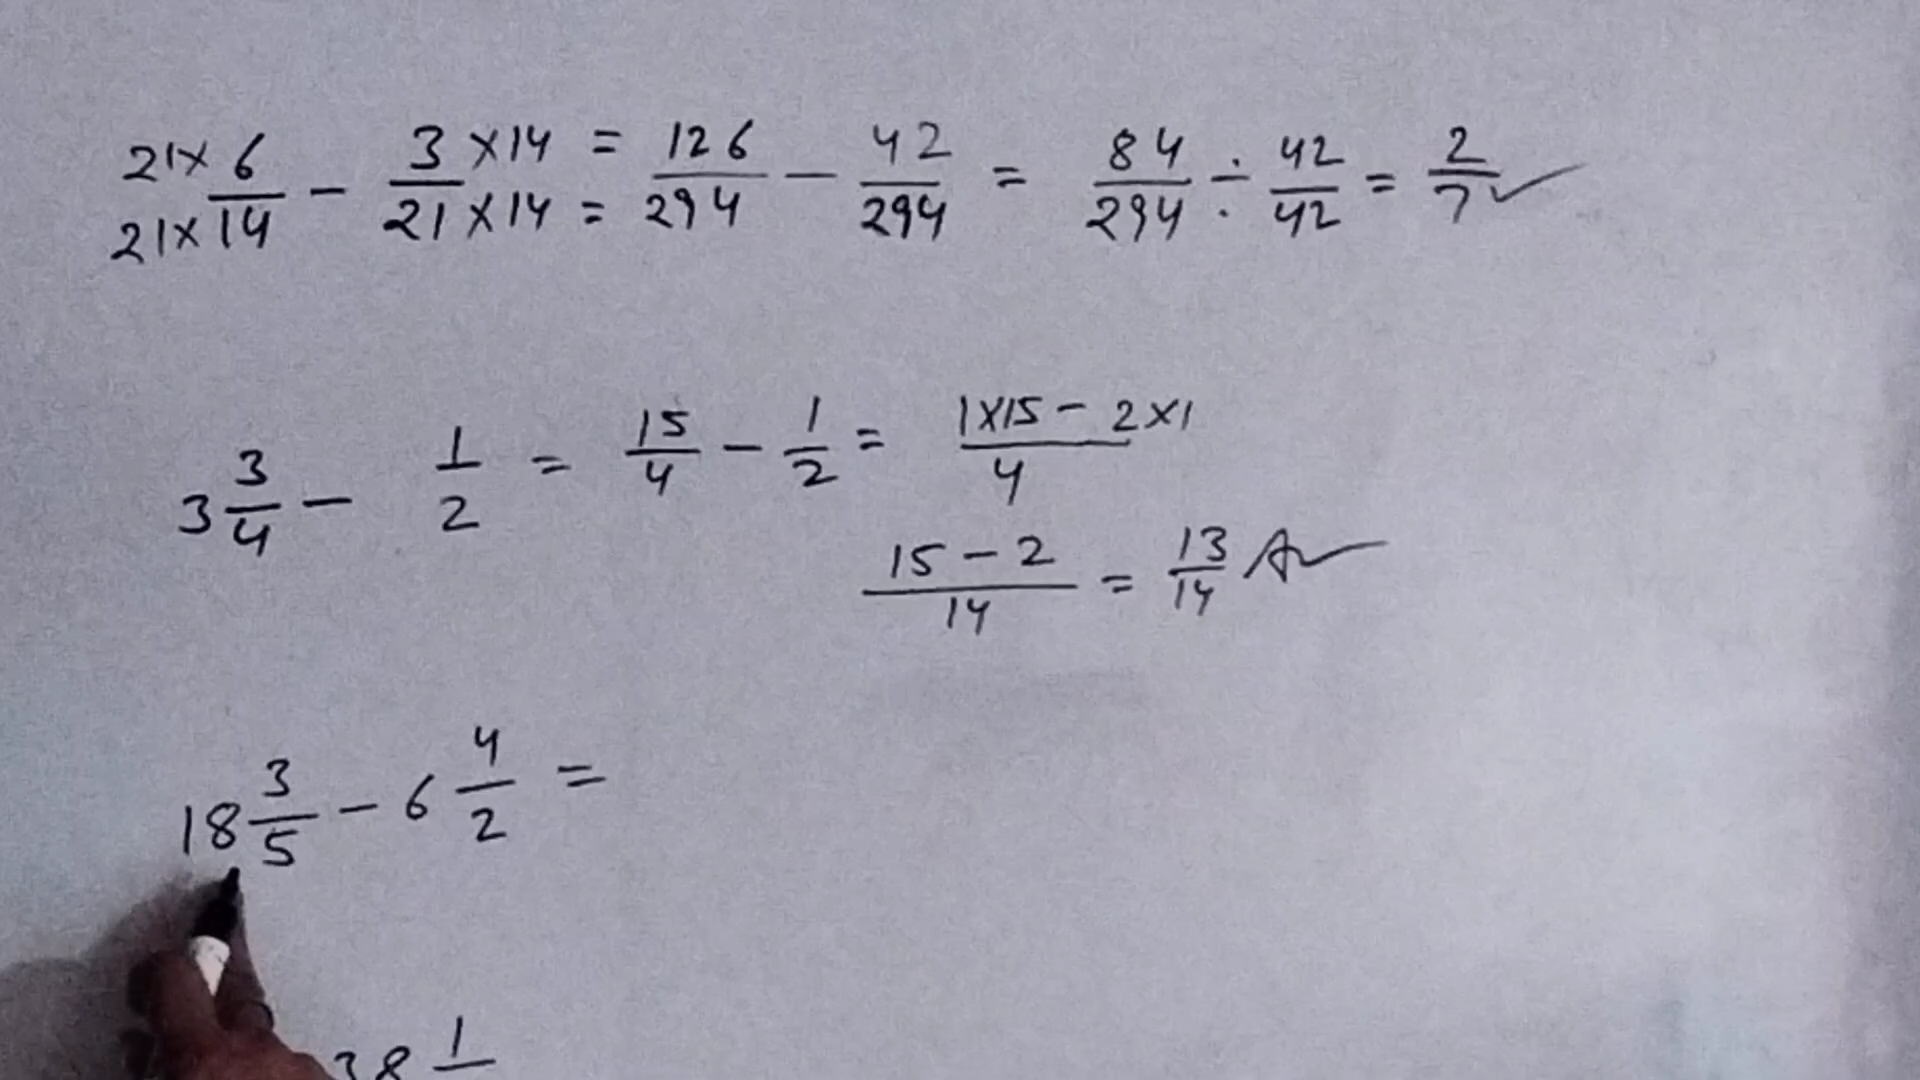 21×6/21×14 - 3×14/21×14 = 126/294 - 42/294 = 84/294 ÷ 42/42 = 2/7
3 3/4 - 1/2 = 15/4 - 1/2 = 1×15 - 2×1/4
15 - 2/14 = 13/14
18 3/5 - 6 4/2 =
38 1